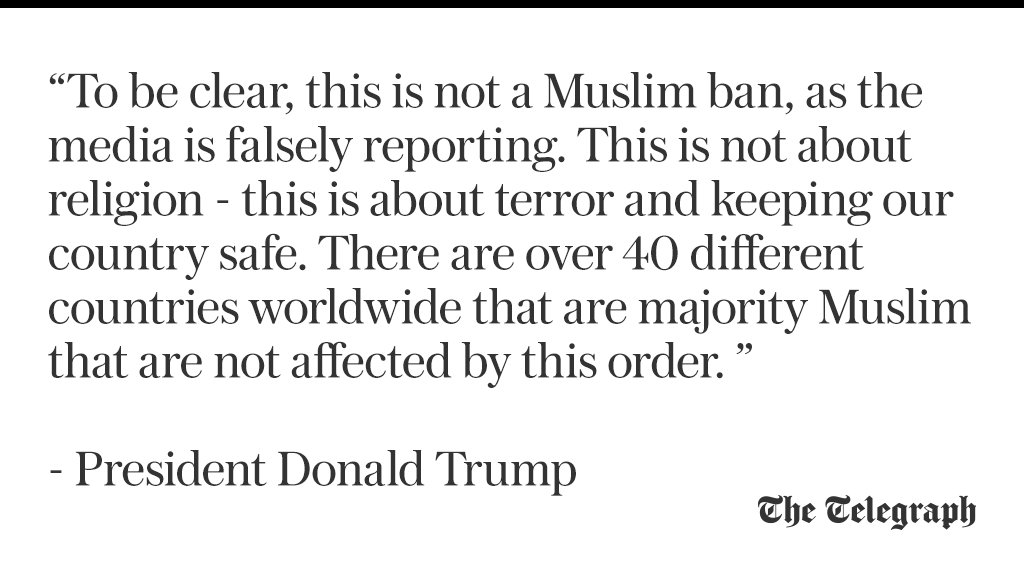 “To be clear, this is not a Muslim ban, as the
media is falsely reporting. This is not about
religion - this is about terror and keeping our
country safe. There are over 40 different
countries worldwide that are majority Muslim
that are not affected by this order. ”
- President Donald Trump
The Telegraph